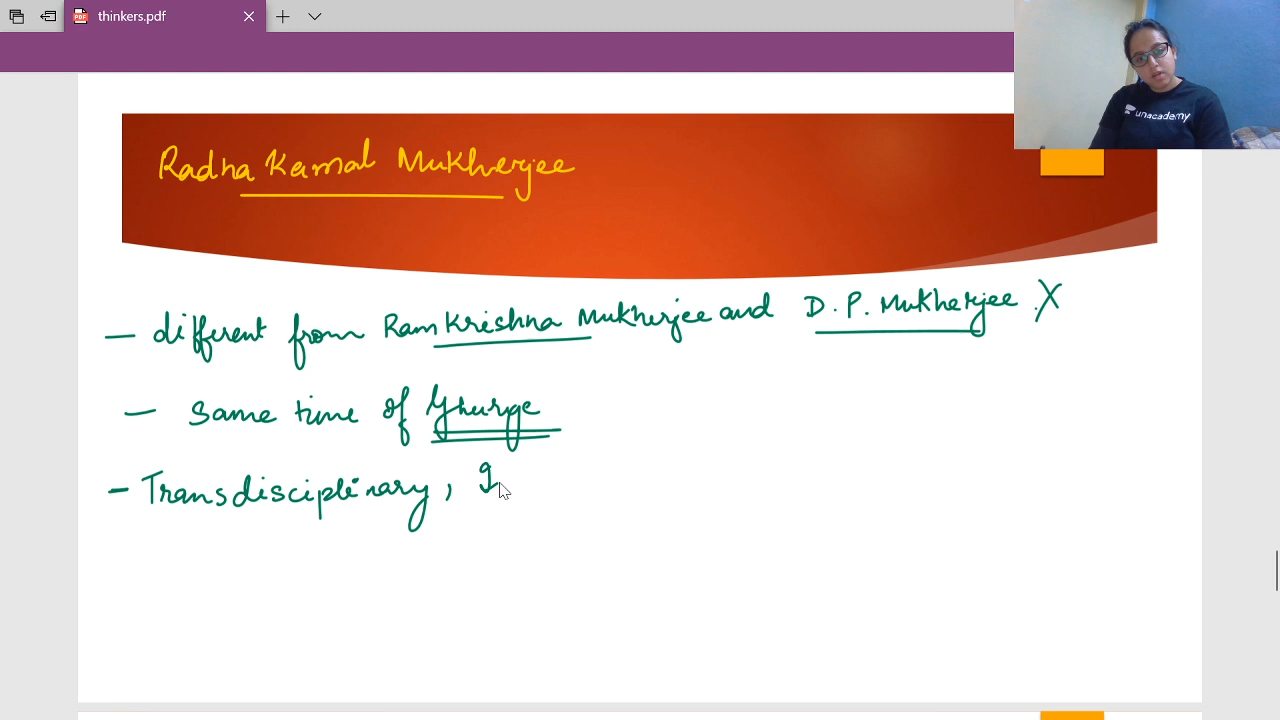 thinkers.pdf
unacademy
Radha Kamal Mukherjee
— different from RamKrishna Mukherjee and D. P. Mukherjee . X
— Same time of Ghurye
- Transdisciplinary,